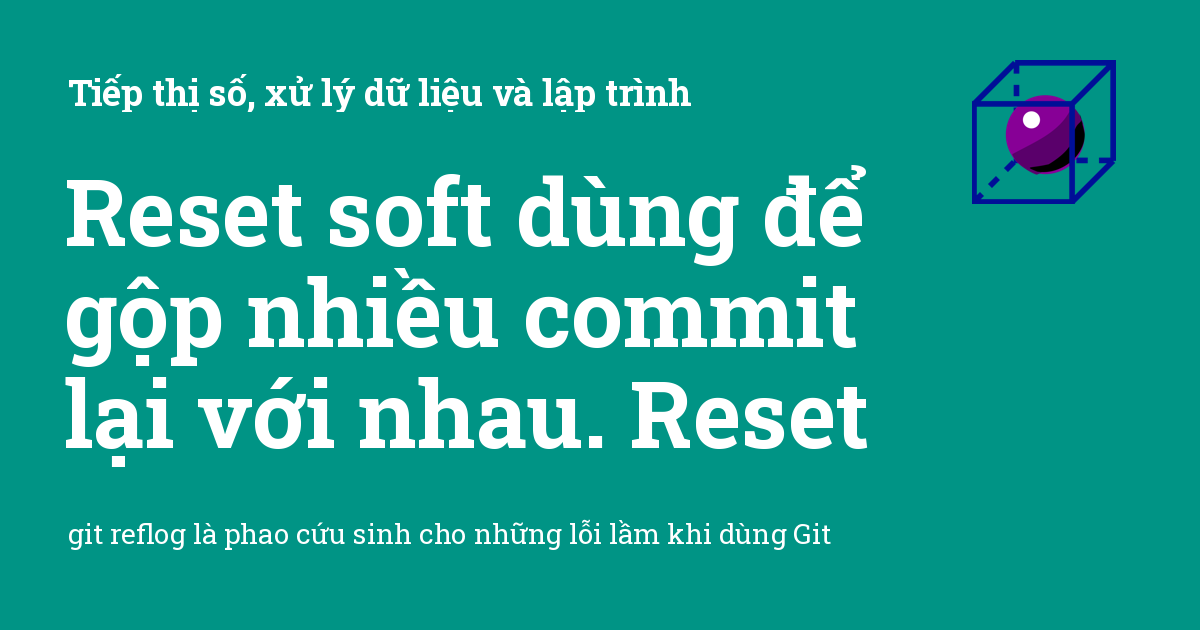 Tiếp thị số, xử lý dữ liệu và lập trình
Reset soft dùng để
gộp nhiều commit
lại với nhau. Reset
git reflog là phao cứu sinh cho những lỗi lầm khi dùng Git